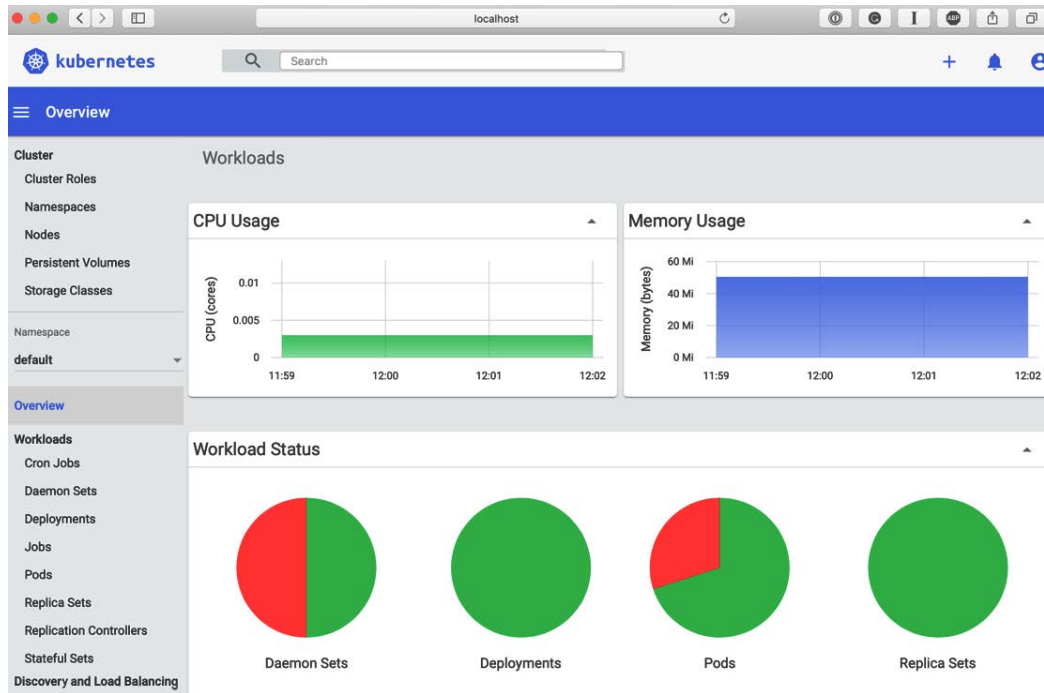 localhost
ABP
kubernetes
Search
Overview
Cluster
Cluster Roles
Namespaces
Nodes
Persistent Volumes
Storage Classes
Namespace
default
Overview
Workloads
Cron Jobs
Daemon Sets
Deployments
Jobs
Pods
Replica Sets
Replication Controllers
Stateful Sets
Discovery and Load Balancing
Workloads
CPU Usage
CPU (cores)
0.01
0.005
0
11:59 12:00 12:01 12:02
Memory Usage
Memory (bytes)
60 Mi
40 Mi
20 Mi
0 Mi
11:59 12:00 12:01 12:02
Workload Status
Daemon Sets Deployments Pods Replica Sets